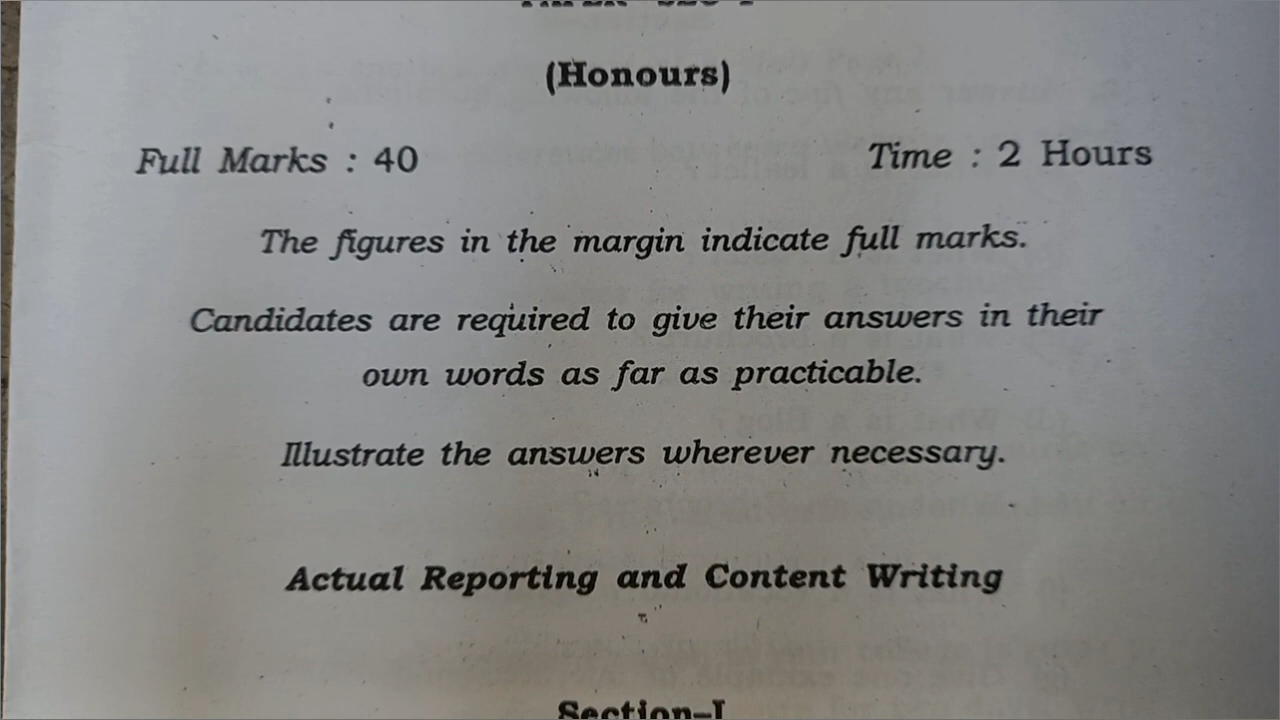 (Honours)
Full Marks : 40 Time : 2 Hours
The figures in the margin indicate full marks.
Candidates are required to give their answers in their
own words as far as practicable.
Illustrate the answers wherever necessary.
Actual Reporting and Content Writing
Section–I